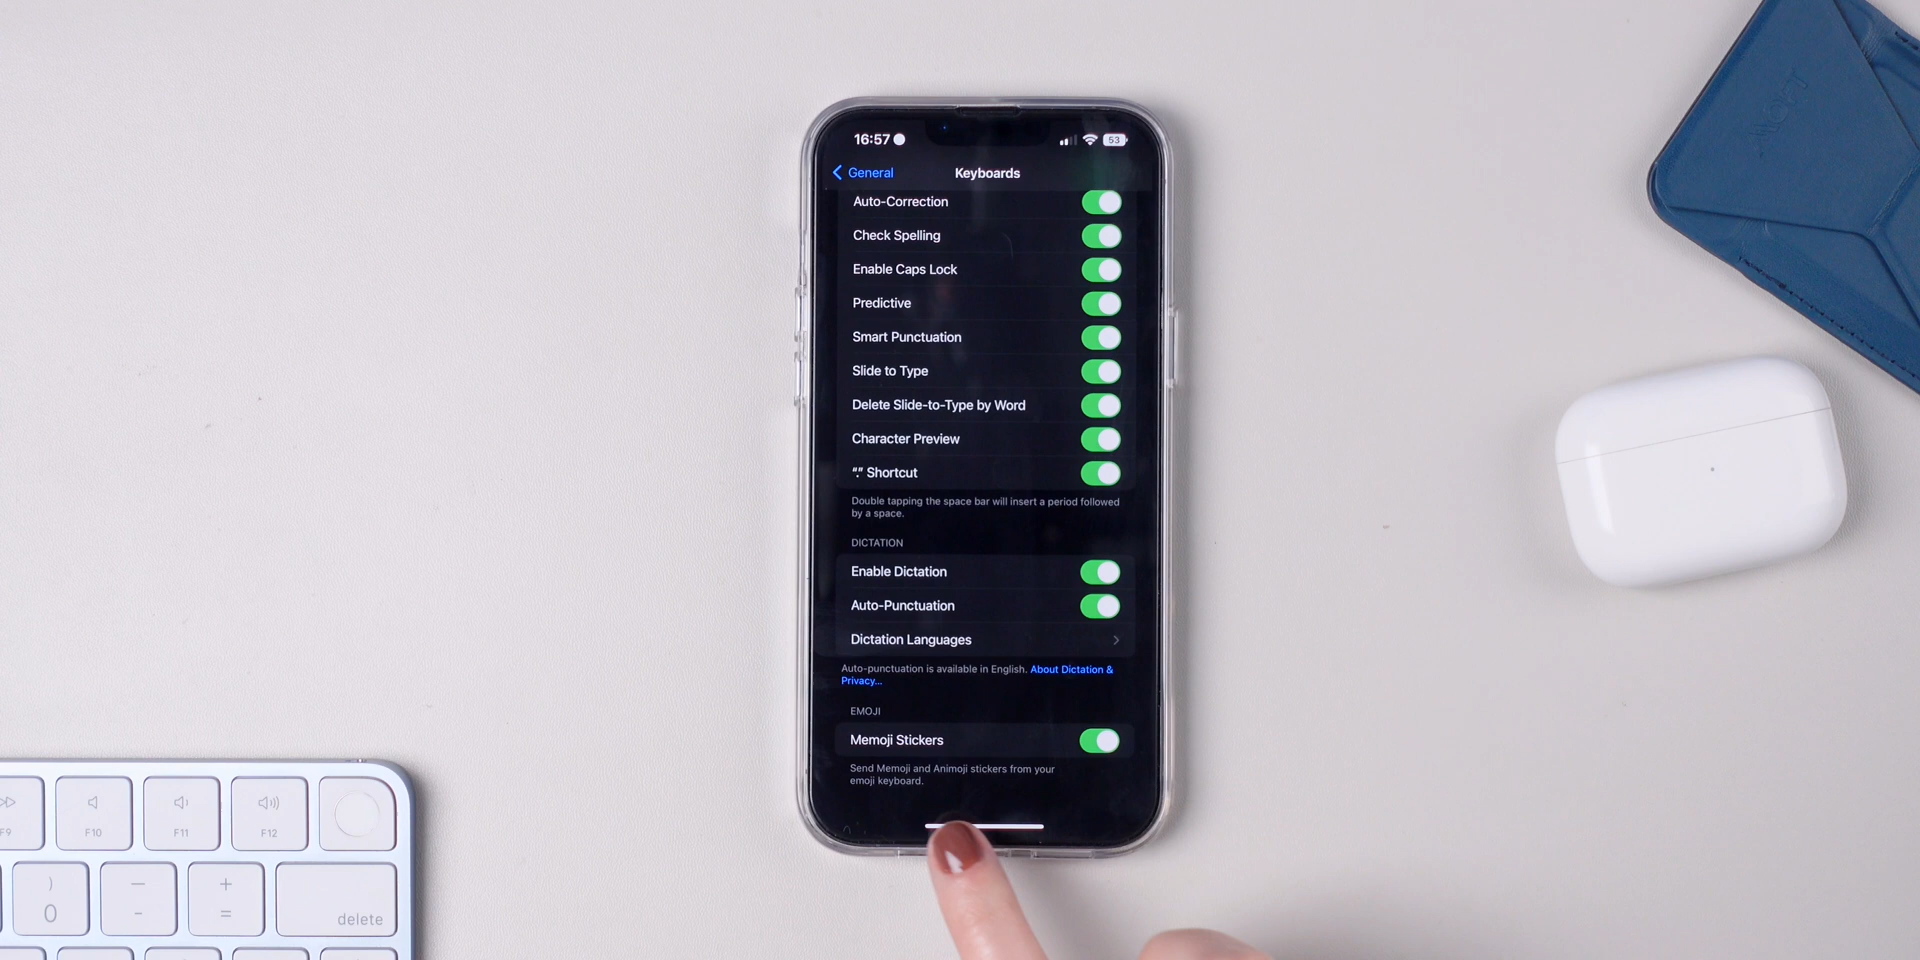 16:57
53
General
Keyboards
Auto-Correction
Check Spelling
Enable Caps Lock
Predictive
Smart Punctuation
Slide to Type
Delete Slide-to-Type by Word
Character Preview
“.” Shortcut
Double tapping the space bar will insert a period followed
by a space.
DICTATION
Enable Dictation
Auto-Punctuation
Dictation Languages
Auto-punctuation is available in English. About Dictation &
Privacy...
EMOJI
Memoji Stickers
Send Memoji and Animoji stickers from your
emoji keyboard.
MOFT
F9
F10
F11
F12
)
0
—
-
+
=
delete